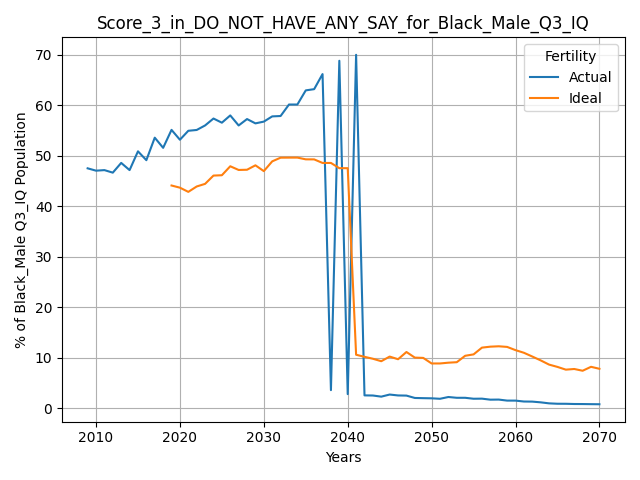 Score_3_in_DO_NOT_HAVE_ANY_SAY_for_Black_Male_Q3_IQ
Fertility
Actual
Ideal
% of Black_Male Q3_IQ Population
70
60
50
40
30
20
10
0
2010 2020 2030 2040 2050 2060 2070
Years